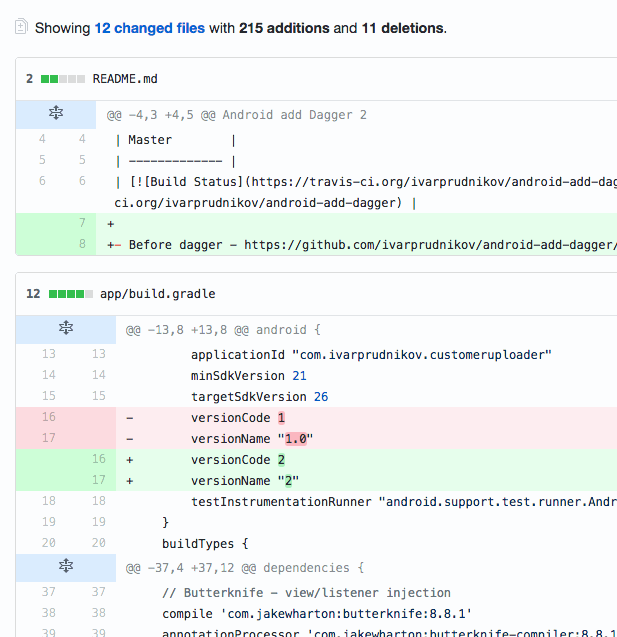 Showing 12 changed files with 215 additions and 11 deletions.
2 README.md
@@ -4,3 +4,5 @@ Android add Dagger 2
4 4 | Master |
5 5 | ------------- |
6 6 | [![Build Status](https://travis-ci.org/ivarprudnikov/android-add-dag
ci.org/ivarprudnikov/android-add-dagger) |
7 +
8 +- Before dagger - https://github.com/ivarprudnikov/android-add-dagger/
12 app/build.gradle
@@ -13,8 +13,8 @@ android {
13 13 applicationId "com.ivarprudnikov.customeruploader"
14 14 minSdkVersion 21
15 15 targetSdkVersion 26
16 - versionCode 1
17 - versionName "1.0"
16 + versionCode 2
17 + versionName "2"
18 18 testInstrumentationRunner "android.support.test.runner.Andr
19 19 }
20 20 buildTypes {
@@ -37,4 +37,12 @@ dependencies {
37 37 // Butterknife - view/listener injection
38 38 compile 'com.jakewharton:butterknife:8.8.1'
39 39 annotationProcessor 'com.jakewharton:butterknife-compiler:8.8.1